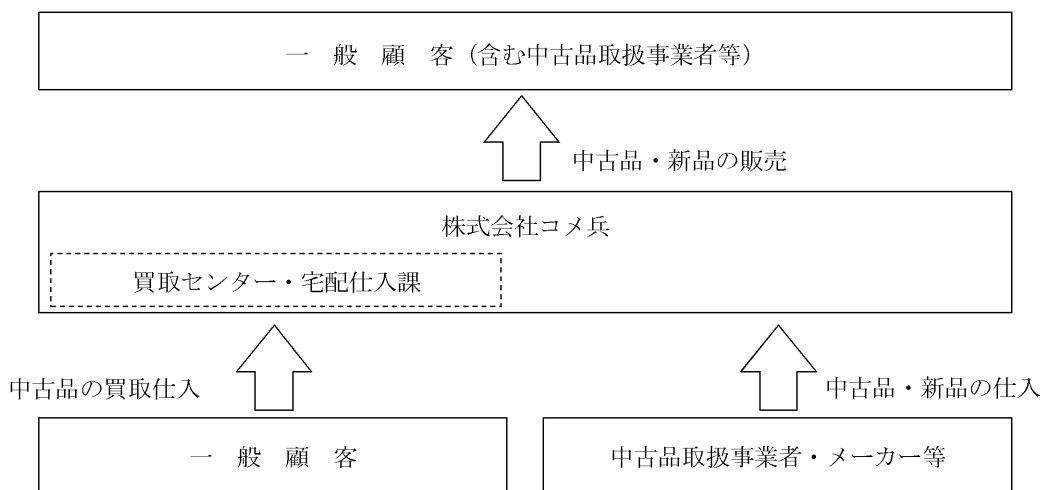 一 般 顧 客（含む中古品取扱事業者等）
中古品・新品の販売
株式会社コメ兵
買取センター・宅配仕入課
中古品の買取仕入
中古品・新品の仕入
一 般 顧 客
中古品取扱事業者・メーカー等